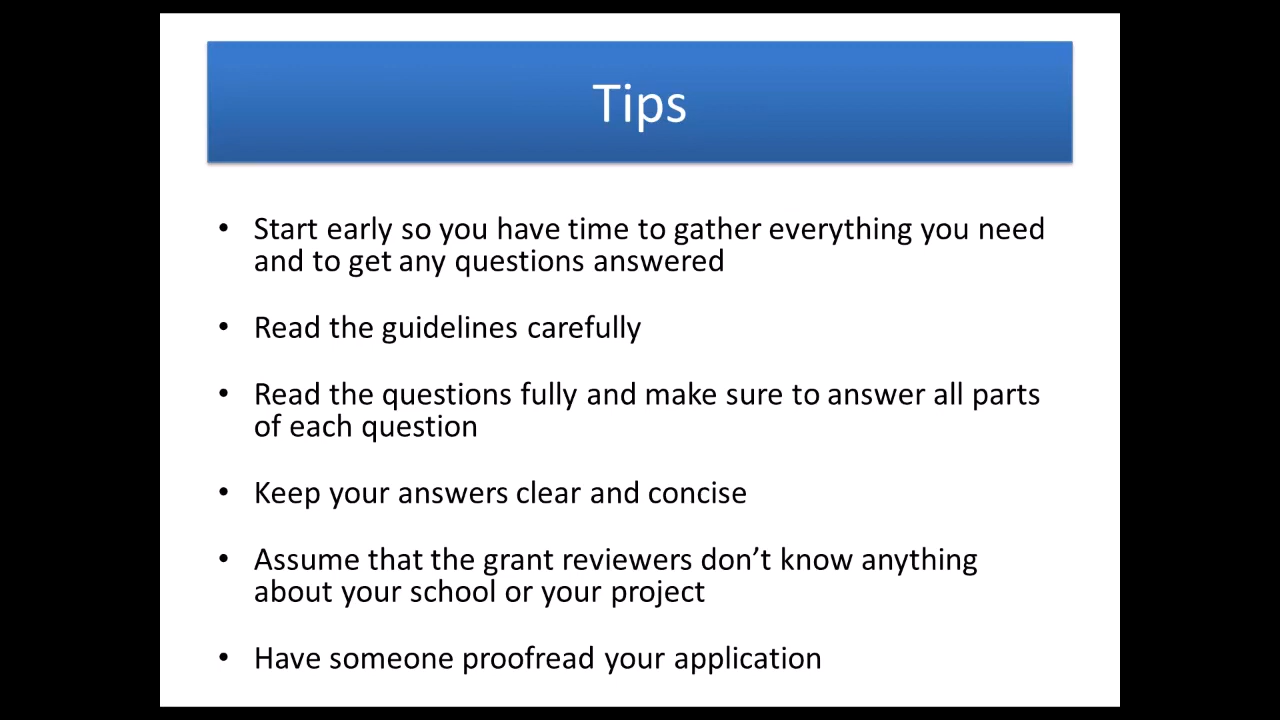 Tips
• Start early so you have time to gather everything you need
and to get any questions answered
• Read the guidelines carefully
• Read the questions fully and make sure to answer all parts
of each question
• Keep your answers clear and concise
• Assume that the grant reviewers don’t know anything
about your school or your project
• Have someone proofread your application